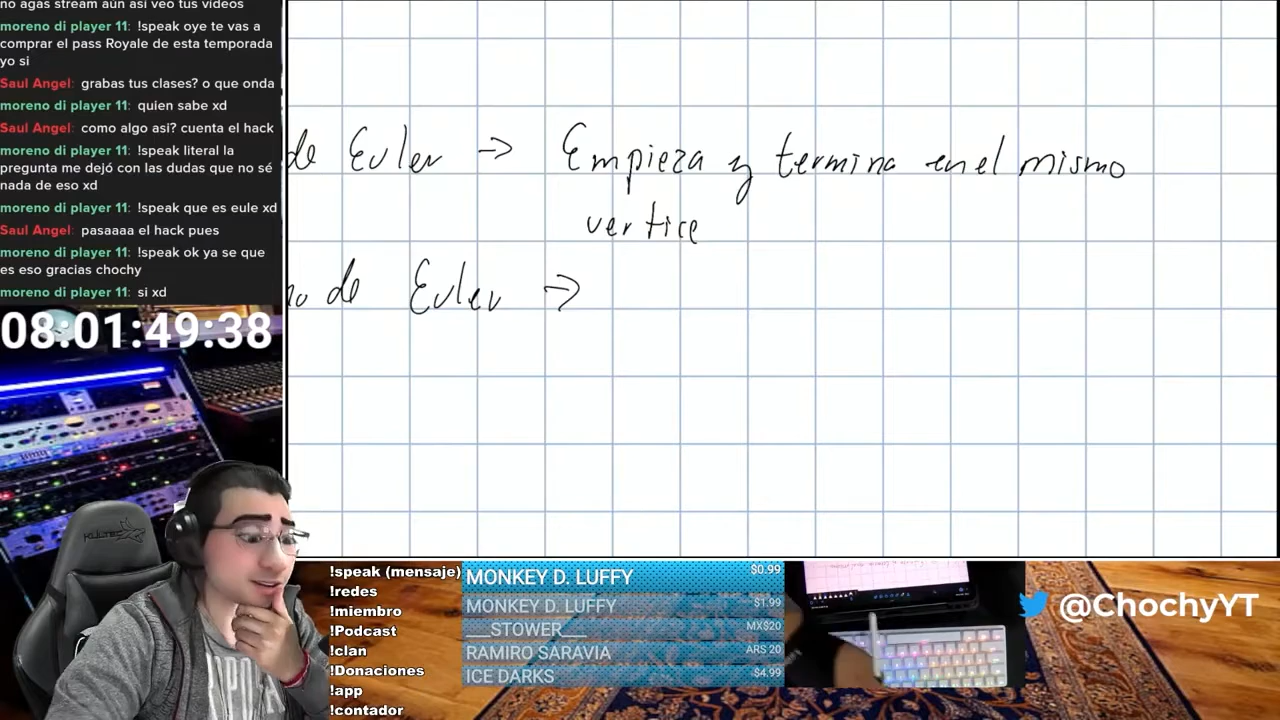 no agas stream aún asi veo tus videos
moreno di player 11: !speak oye te vas a
comprar el pass Royale de esta temporada
yo si
Saul Angel: grabas tus clases? o que onda
moreno di player 11: quien sabe xd
Saul Angel: como algo asi? cuenta el hack
moreno di player 11: !speak literal la
pregunta me dejó con las dudas que no sé
nada de eso xd
moreno di player 11: !speak que es eule xd
Saul Angel: pasaaaa el hack pues
moreno di player 11: !speak ok ya se que
es eso gracias chochy
moreno di player 11: si xd
08:01:49:38
de Euler → Empieza y termina en el mismo
vertice
no de Euler →
KULTEC
!speak (mensaje)
!redes
!miembro
!Podcast
!clan
!Donaciones
!app
!contador
MONKEY D. LUFFY $0.99
MONKEY D. LUFFY $1.99
___STOWER___ MX$20
RAMIRO SARAVIA ARS 20
ICE DARKS $4.99
@ChochyYT